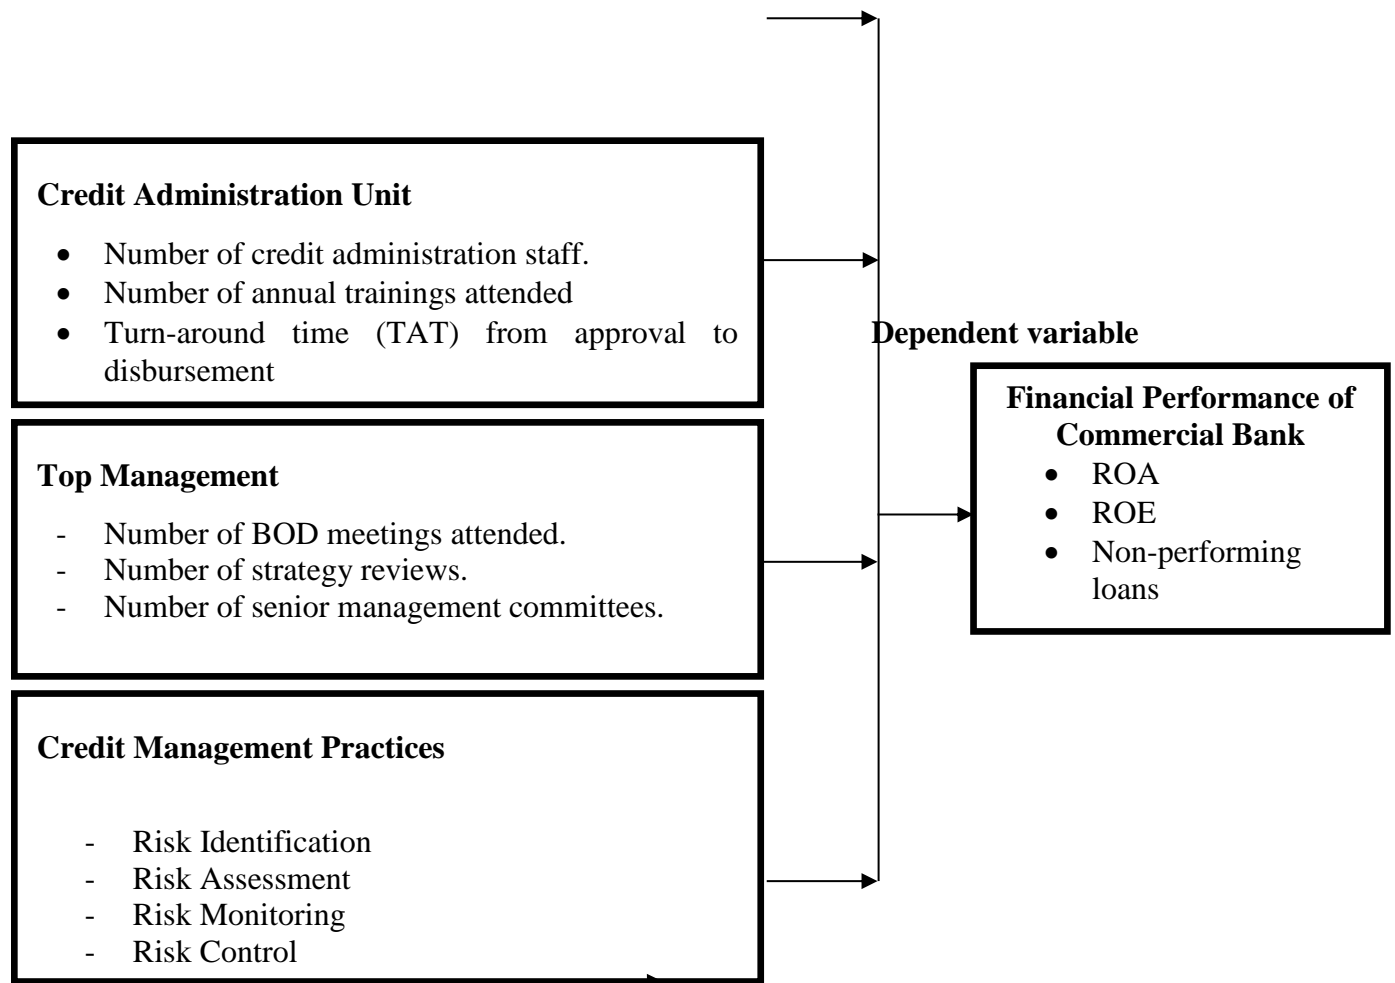 Credit Administration Unit
• Number of credit administration staff.
• Number of annual trainings attended
• Turn-around time (TAT) from approval to
disbursement
Top Management
- Number of BOD meetings attended.
- Number of strategy reviews.
- Number of senior management committees.
Credit Management Practices
- Risk Identification
- Risk Assessment
- Risk Monitoring
- Risk Control
Dependent variable
Financial Performance of
Commercial Bank
• ROA
• ROE
• Non-performing
loans